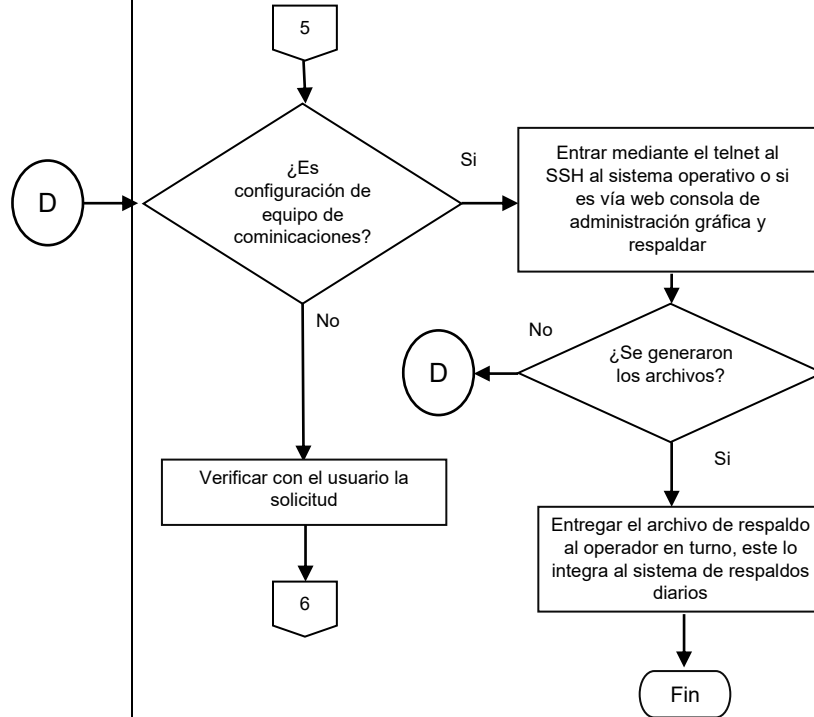 5
¿Es
configuración de
equipo de
cominicaciones?
D
Si
Entrar mediante el telnet al
SSH al sistema operativo o si
es vía web consola de
administración gráfica y
respaldar
No
No
D
¿Se generaron
los archivos?
Si
Verificar con el usuario la
solicitud
Entregar el archivo de respaldo
al operador en turno, este lo
integra al sistema de respaldos
diarios
6
Fin